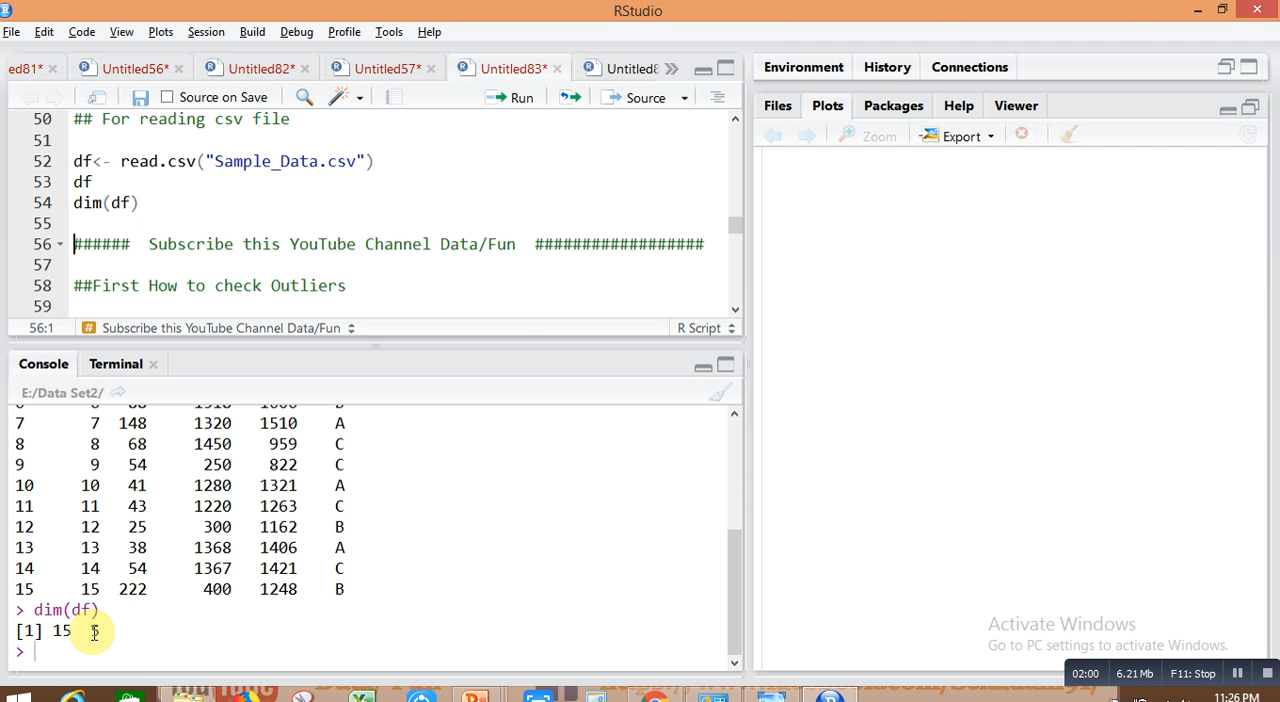 RStudio
File Edit Code View Plots Session Build Debug Profile Tools Help
ed81* Untitled56* Untitled82* Untitled57* Untitled83* Untitled8
Source on Save Run Source
50 ## For reading csv file
51
52 df<- read.csv("Sample_Data.csv")
53 df
54 dim(df)
55
56 ###### Subscribe this YouTube Channel Data/Fun ##################
57
58 ##First How to check Outliers
59
56:1 # Subscribe this YouTube Channel Data/Fun R Script
Console Terminal
E:/Data Set2/
7 7 148 1320 1510 A
8 8 68 1450 959 C
9 9 54 250 822 C
10 10 41 1280 1321 A
11 11 43 1220 1263 C
12 12 25 300 1162 B
13 13 38 1368 1406 A
14 14 54 1367 1421 C
15 15 222 400 1248 B
> dim(df)
[1] 15 5
>
Environment History Connections
Files Plots Packages Help Viewer
Zoom Export
Activate Windows
Go to PC settings to activate Windows.
02:00 6.21 Mb F11: Stop
11:26 PM